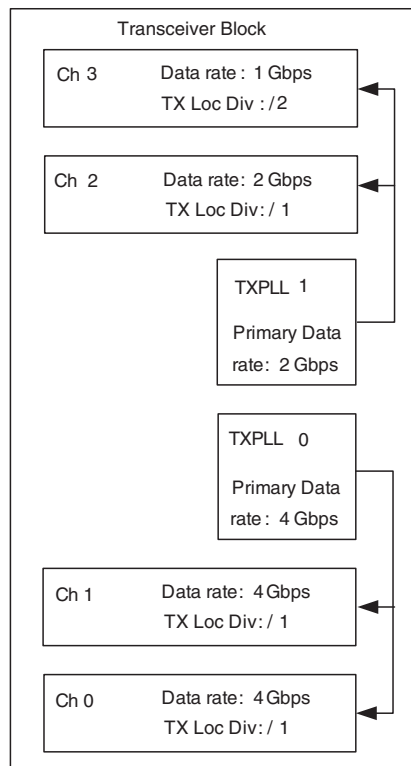 Transceiver Block
Ch 3 Data rate: 1 Gbps
TX Loc Div: /2
Ch 2 Data rate: 2 Gbps
TX Loc Div: / 1
TXPLL 1
Primary Data
rate: 2 Gbps
TXPLL 0
Primary Data
rate: 4 Gbps
Ch 1 Data rate: 4 Gbps
TX Loc Div: / 1
Ch 0 Data rate: 4 Gbps
TX Loc Div: / 1